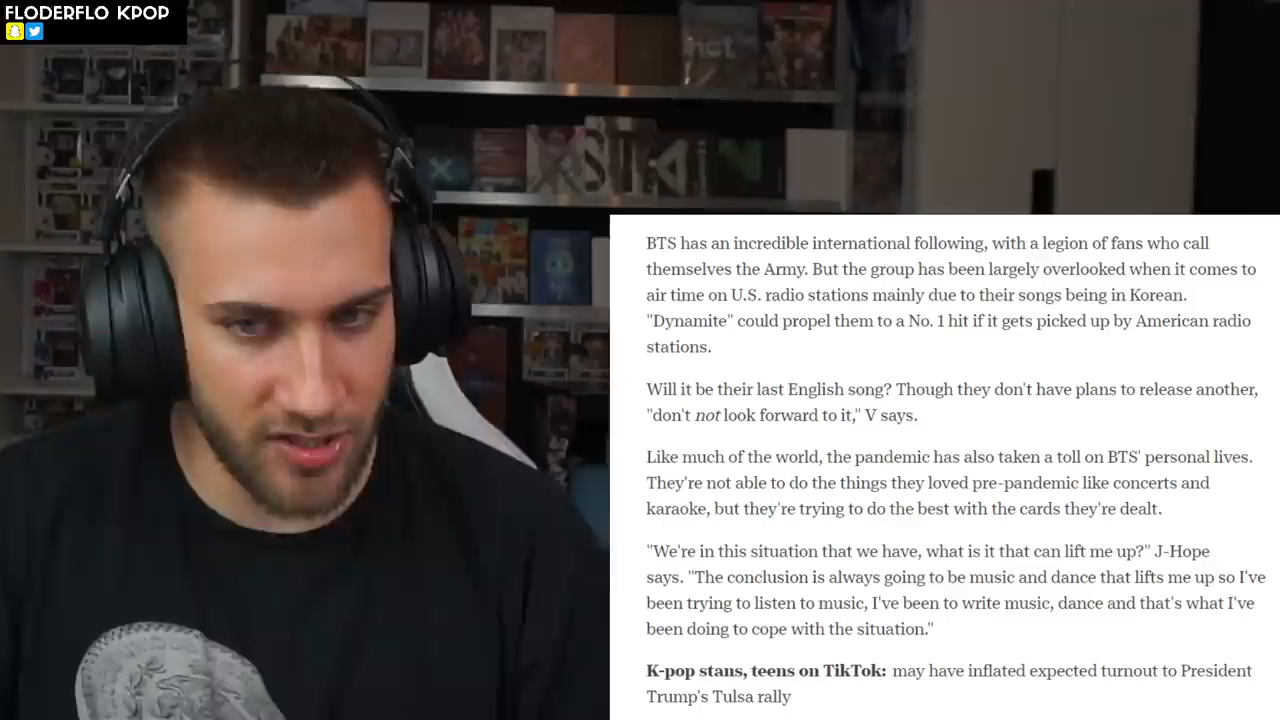 FLODERFLO KPOP
nct
BTS has an incredible international following, with a legion of fans who call
themselves the Army. But the group has been largely overlooked when it comes to
air time on U.S. radio stations mainly due to their songs being in Korean.
"Dynamite" could propel them to a No. 1 hit if it gets picked up by American radio
stations.
Will it be their last English song? Though they don't have plans to release another,
"don't not look forward to it," V says.
Like much of the world, the pandemic has also taken a toll on BTS' personal lives.
They're not able to do the things they loved pre-pandemic like concerts and
karaoke, but they're trying to do the best with the cards they're dealt.
"We're in this situation that we have, what is it that can lift me up?" J-Hope
says. "The conclusion is always going to be music and dance that lifts me up so I've
been trying to listen to music, I've been to write music, dance and that's what I've
been doing to cope with the situation."
K-pop stans, teens on TikTok: may have inflated expected turnout to President
Trump's Tulsa rally